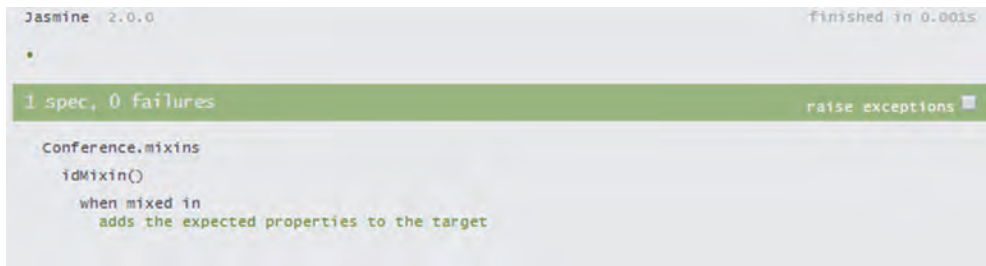 Jasmine 2.0.0 finished in 0.001s
1 spec, 0 failures raise exceptions
Conference.mixins
idMixin()
when mixed in
adds the expected properties to the target